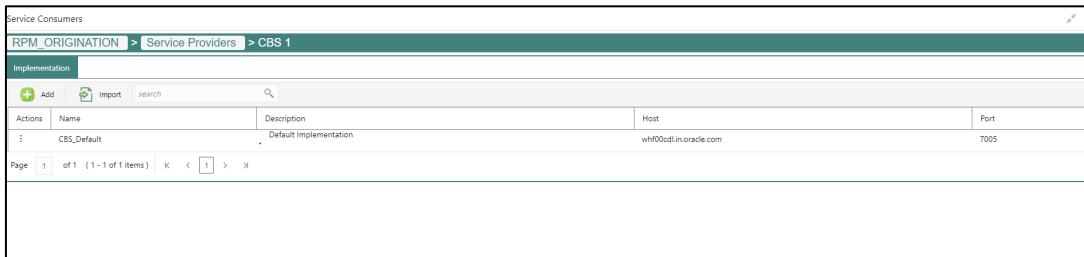 Service Consumers
RPM_ORIGINATION > Service Providers > CBS 1
Implementation
Add Import search
Actions Name Description Host Port
CBS_Default Default Implementation whf00cdl.in.oracle.com 7005
Page 1 of 1 (1 - 1 of 1 items) K < 1 > >I